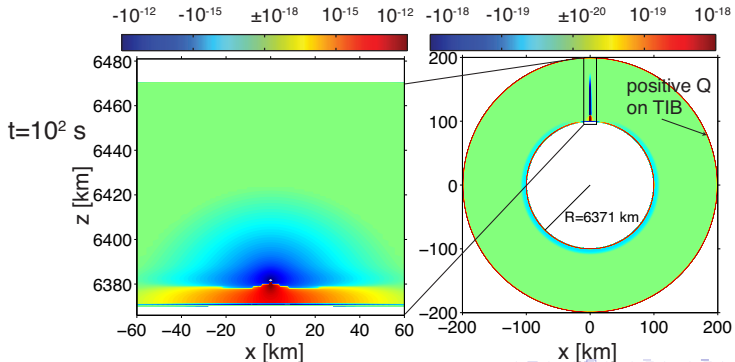 -10⁻¹² -10⁻¹⁵ ±10⁻¹⁸ 10⁻¹⁵ 10⁻¹²
-10⁻¹⁸ -10⁻¹⁹ ±10⁻²⁰ 10⁻¹⁹ 10⁻¹⁸
t=10² s
z [km]
6480
6460
6440
6420
6400
6380
−60 −40 −20 0 20 40 60
x [km]
200
100
0
−100
−200
positive Q
on TIB
R=6371 km
−200 −100 0 100 200
x [km]